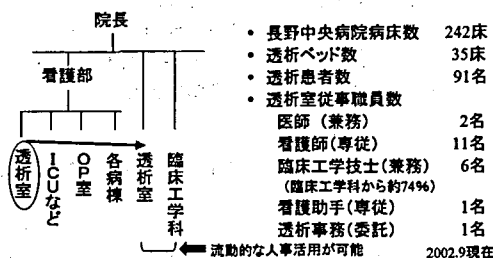 院長
看護部
透析室
ICUなど
OP室
各病棟
透析室
臨床工学科
・ 長野中央病院病床数 242床
・ 透析ベッド数 35床
・ 透析患者数 91名
・ 透析室従事職員数
医師（兼務） 2名
看護師(専従) 11名
臨床工学技士(兼務) 6名
(臨床工学科から約74%)
看護助手(専従) 1名
透析事務(委託) 1名
流動的な人事活用が可能
2002.9現在